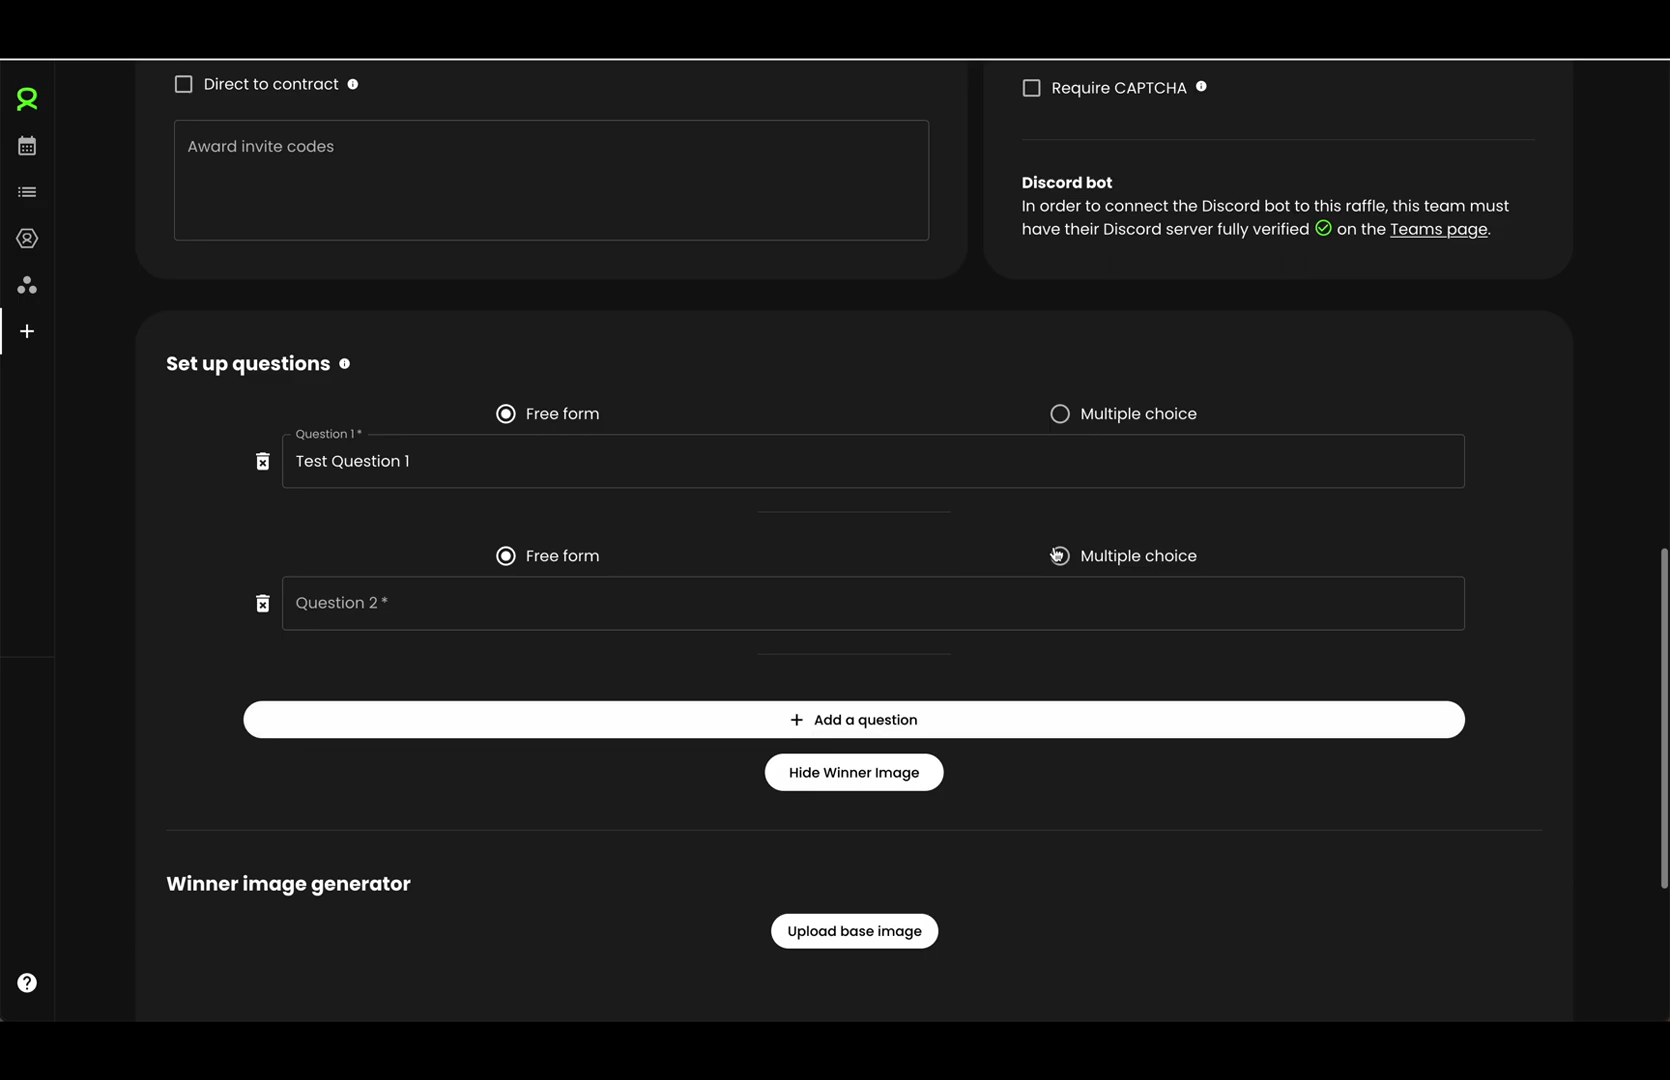 Direct to contract
Award invite codes
Require CAPTCHA
Discord bot
In order to connect the Discord bot to this raffle, this team must
have their Discord server fully verified on the Teams page.
Set up questions
Free form
Multiple choice
Question 1 *
Test Question 1
Free form
Multiple choice
Question 2 *
+ Add a question
Hide Winner Image
Winner image generator
Upload base image